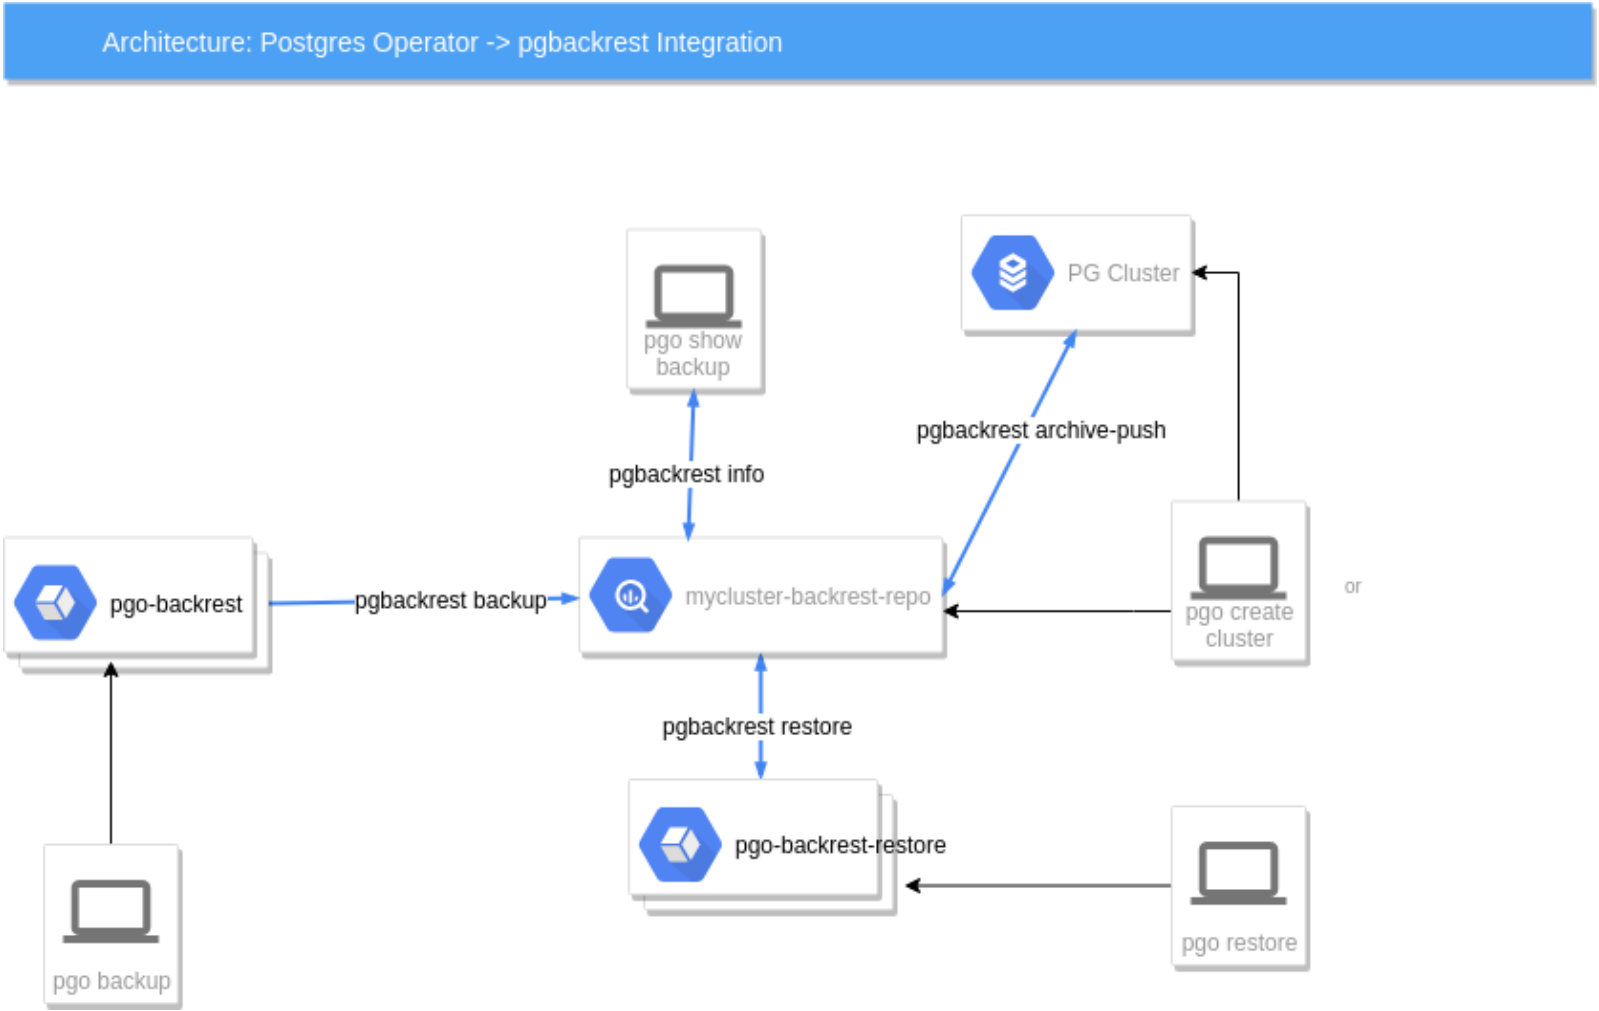 Architecture: Postgres Operator -> pgbackrest Integration
PG Cluster
pgo show
backup
pgbackrest archive-push
pgbackrest info
pgo-backrest
pgbackrest backup
mycluster-backrest-repo
pgo create
cluster
or
pgbackrest restore
pgo-backrest-restore
pgo restore
pgo backup